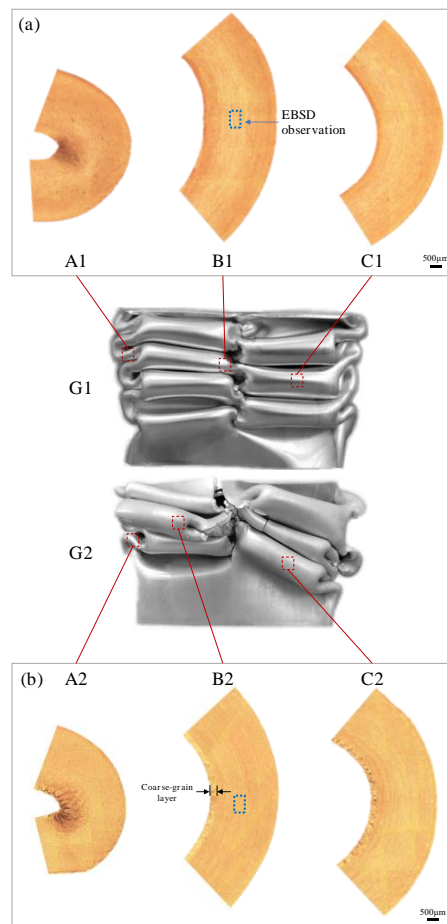 (a)
EBSD
observation
A1
B1
C1
500μm
G1
G2
(b)
A2
B2
C2
Coarse-grain
layer
500μm